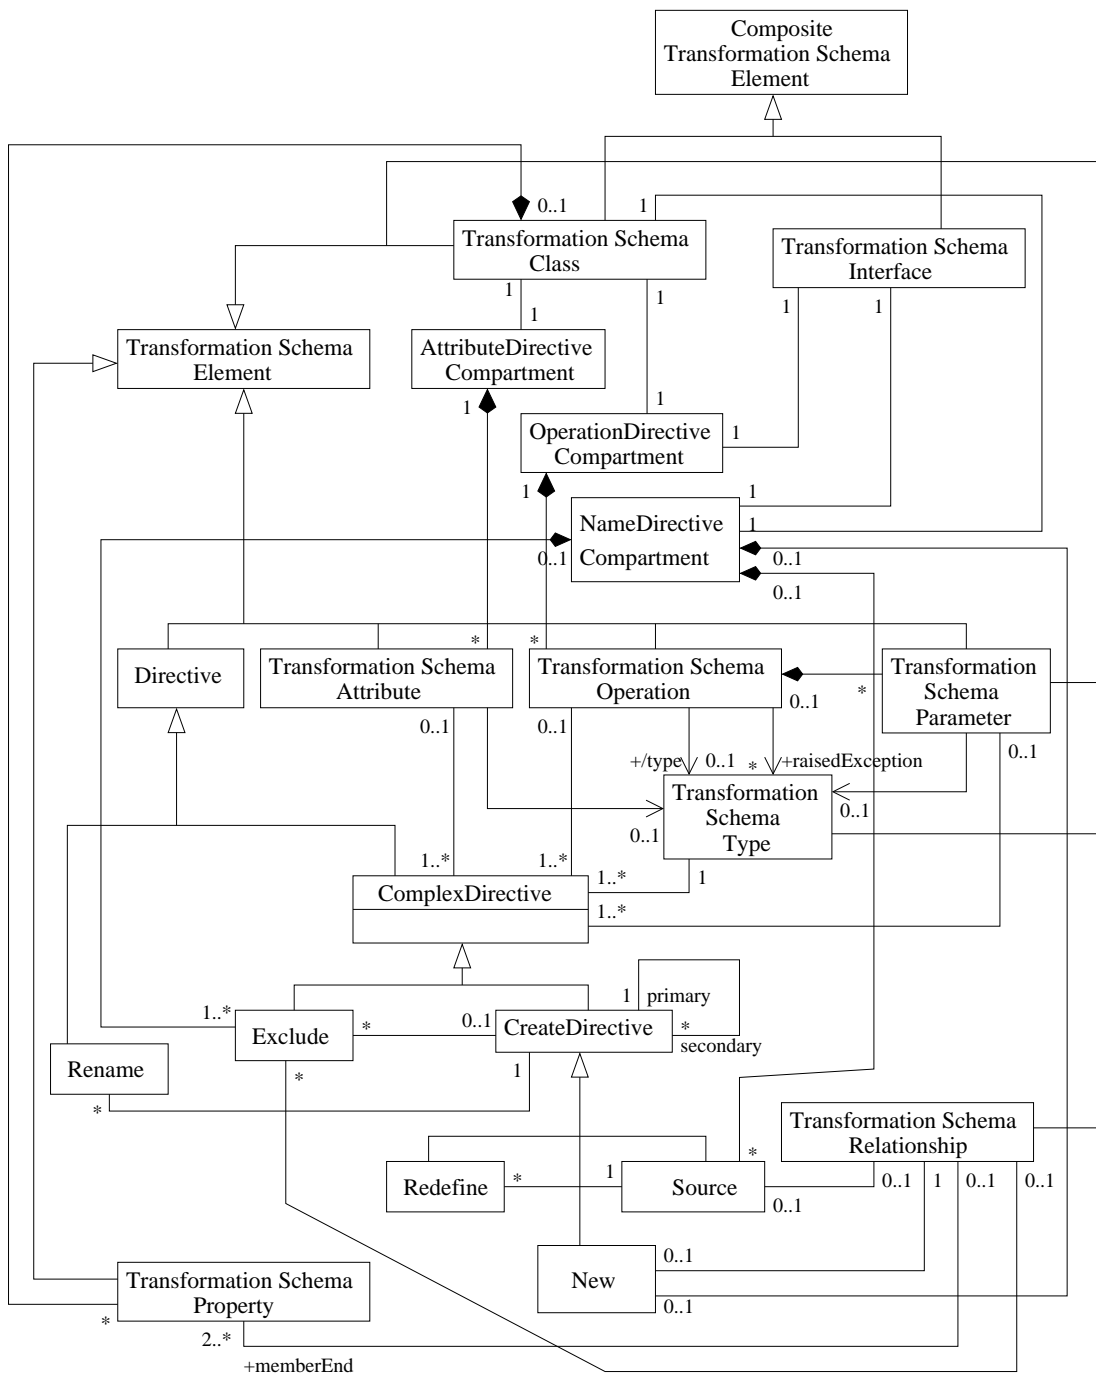 Composite
Transformation Schema
Element
0..1
1
Transformation Schema
Class
Transformation Schema
Interface
1
1
1
1
1
Transformation Schema
Element
AttributeDirective
Compartment
1
1
OperationDirective
Compartment
1
1
1
NameDirective
Compartment
1
0..1
0..1
0..1
*
*
Directive
Transformation Schema
Attribute
Transformation Schema
Operation
Transformation
Schema
Parameter
0..1
*
0..1
0..1
0..1
+/type
0..1
*
+raisedException
Transformation
Schema
Type
0..1
0..1
1..*
1..*
1..*
1
ComplexDirective
1..*
1
primary
1..*
Exclude
*
0..1
CreateDirective
*
secondary
Rename
*
*
1
Transformation Schema
Relationship
Redefine
*
1
Source
*
0..1
0..1
1
0..1
0..1
New
0..1
0..1
Transformation Schema
Property
*
2..*
+memberEnd